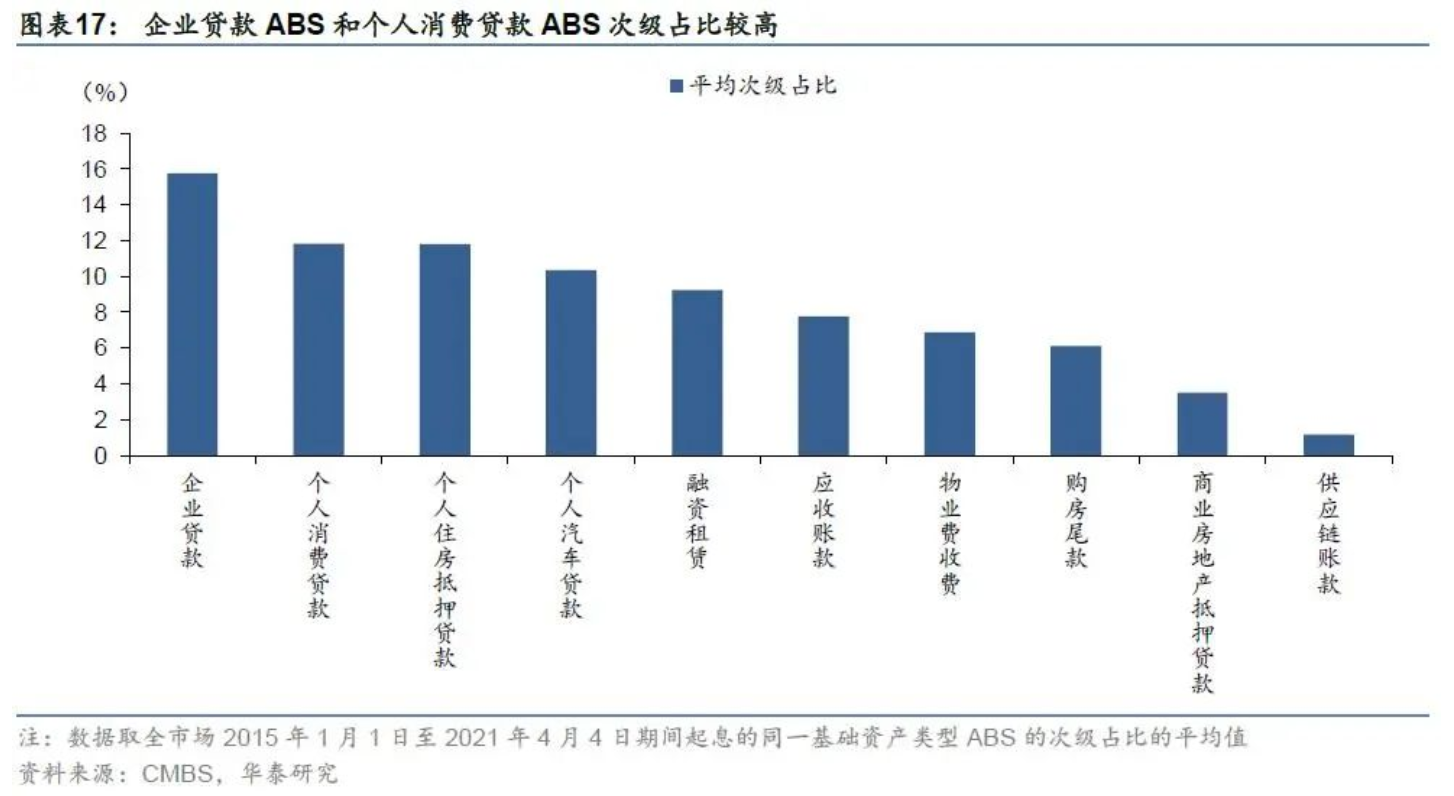 图表17： 企业贷款 ABS 和个人消费贷款 ABS 次级占比较高
（%）
平均次级占比
18
16
14
12
10
8
6
4
2
0
企业贷款
个人消费贷款
个人住房抵押贷款
个人汽车贷款
融资租赁
应收账款
物业费收费
购房尾款
商业房地产抵押贷款
供应链账款
注：数据取全市场 2015 年 1 月 1 日至 2021 年 4 月 4 日期间起息的同一基础资产类型 ABS 的次级占比的平均值
资料来源：CMBS，华泰研究